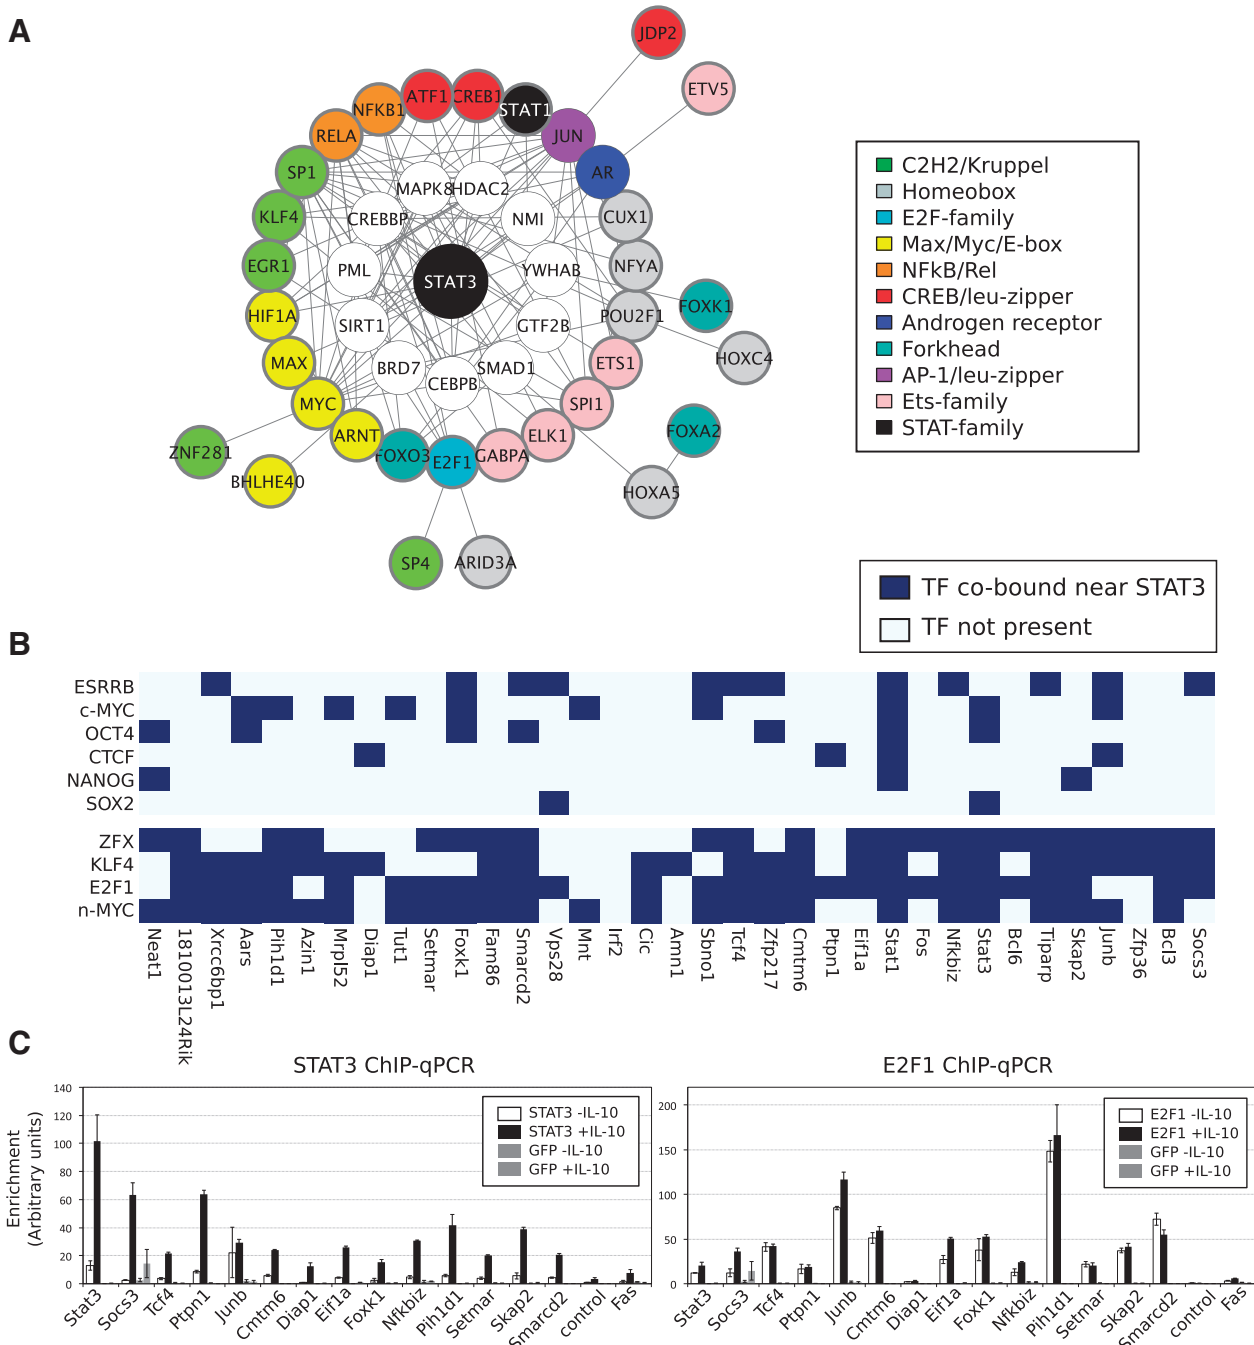 A
JDP2
ETV5
ATF1
CREB1
STAT1
NFKB1
JUN
RELA
AR
SP1
MAPK8
HDAC2
CREBBP
NMI
KLF4
CUX1
EGR1
PML
STAT3
YWHAB
NFYA
HIF1A
SIRT1
GTF2B
POU2F1
FOXK1
MAX
BRD7
CEBPB
SMAD1
ETS1
HOXC4
MYC
SPI1
ARNT
FOXO3
E2F1
GABPA
ELK1
FOXA2
ZNF281
BHLHE40
HOXA5
SP4
ARID3A
C2H2/Kruppel
Homeobox
E2F-family
Max/Myc/E-box
NFkB/Rel
CREB/leu-zipper
Androgen receptor
Forkhead
AP-1/leu-zipper
Ets-family
STAT-family
TF co-bound near STAT3
TF not present
B
ESRRB
c-MYC
OCT4
CTCF
NANOG
SOX2
ZFX
KLF4
E2F1
n-MYC
Neat1
1810013L24Rik
Xrcc6bp1
Aars
Pih1d1
Azin1
Mrpl52
Diap1
Tut1
Setmar
Foxk1
Fam86
Smarcd2
Vps28
Mnt
Irf2
Cic
Amn1
Sbno1
Tcf4
Zfp217
Cmtm6
Ptpn1
Eif1a
Stat1
Fos
Nfkbiz
Stat3
Bcl6
Tiparp
Skap2
Junb
Zfp36
Bcl3
Socs3
C
STAT3 ChIP-qPCR
Enrichment
(Arbitrary units)
140
120
100
80
60
40
20
0
STAT3 -IL-10
STAT3 +IL-10
GFP -IL-10
GFP +IL-10
Stat3
Socs3
Tcf4
Ptpn1
Junb
Cmtm6
Diap1
Eif1a
Foxk1
Nfkbiz
Pih1d1
Setmar
Skap2
Smarcd2
control
Fas
E2F1 ChIP-qPCR
200
150
100
50
0
E2F1 -IL-10
E2F1 +IL-10
GFP -IL-10
GFP +IL-10
Stat3
Socs3
Tcf4
Ptpn1
Junb
Cmtm6
Diap1
Eif1a
Foxk1
Nfkbiz
Pih1d1
Setmar
Skap2
Smarcd2
control
Fas